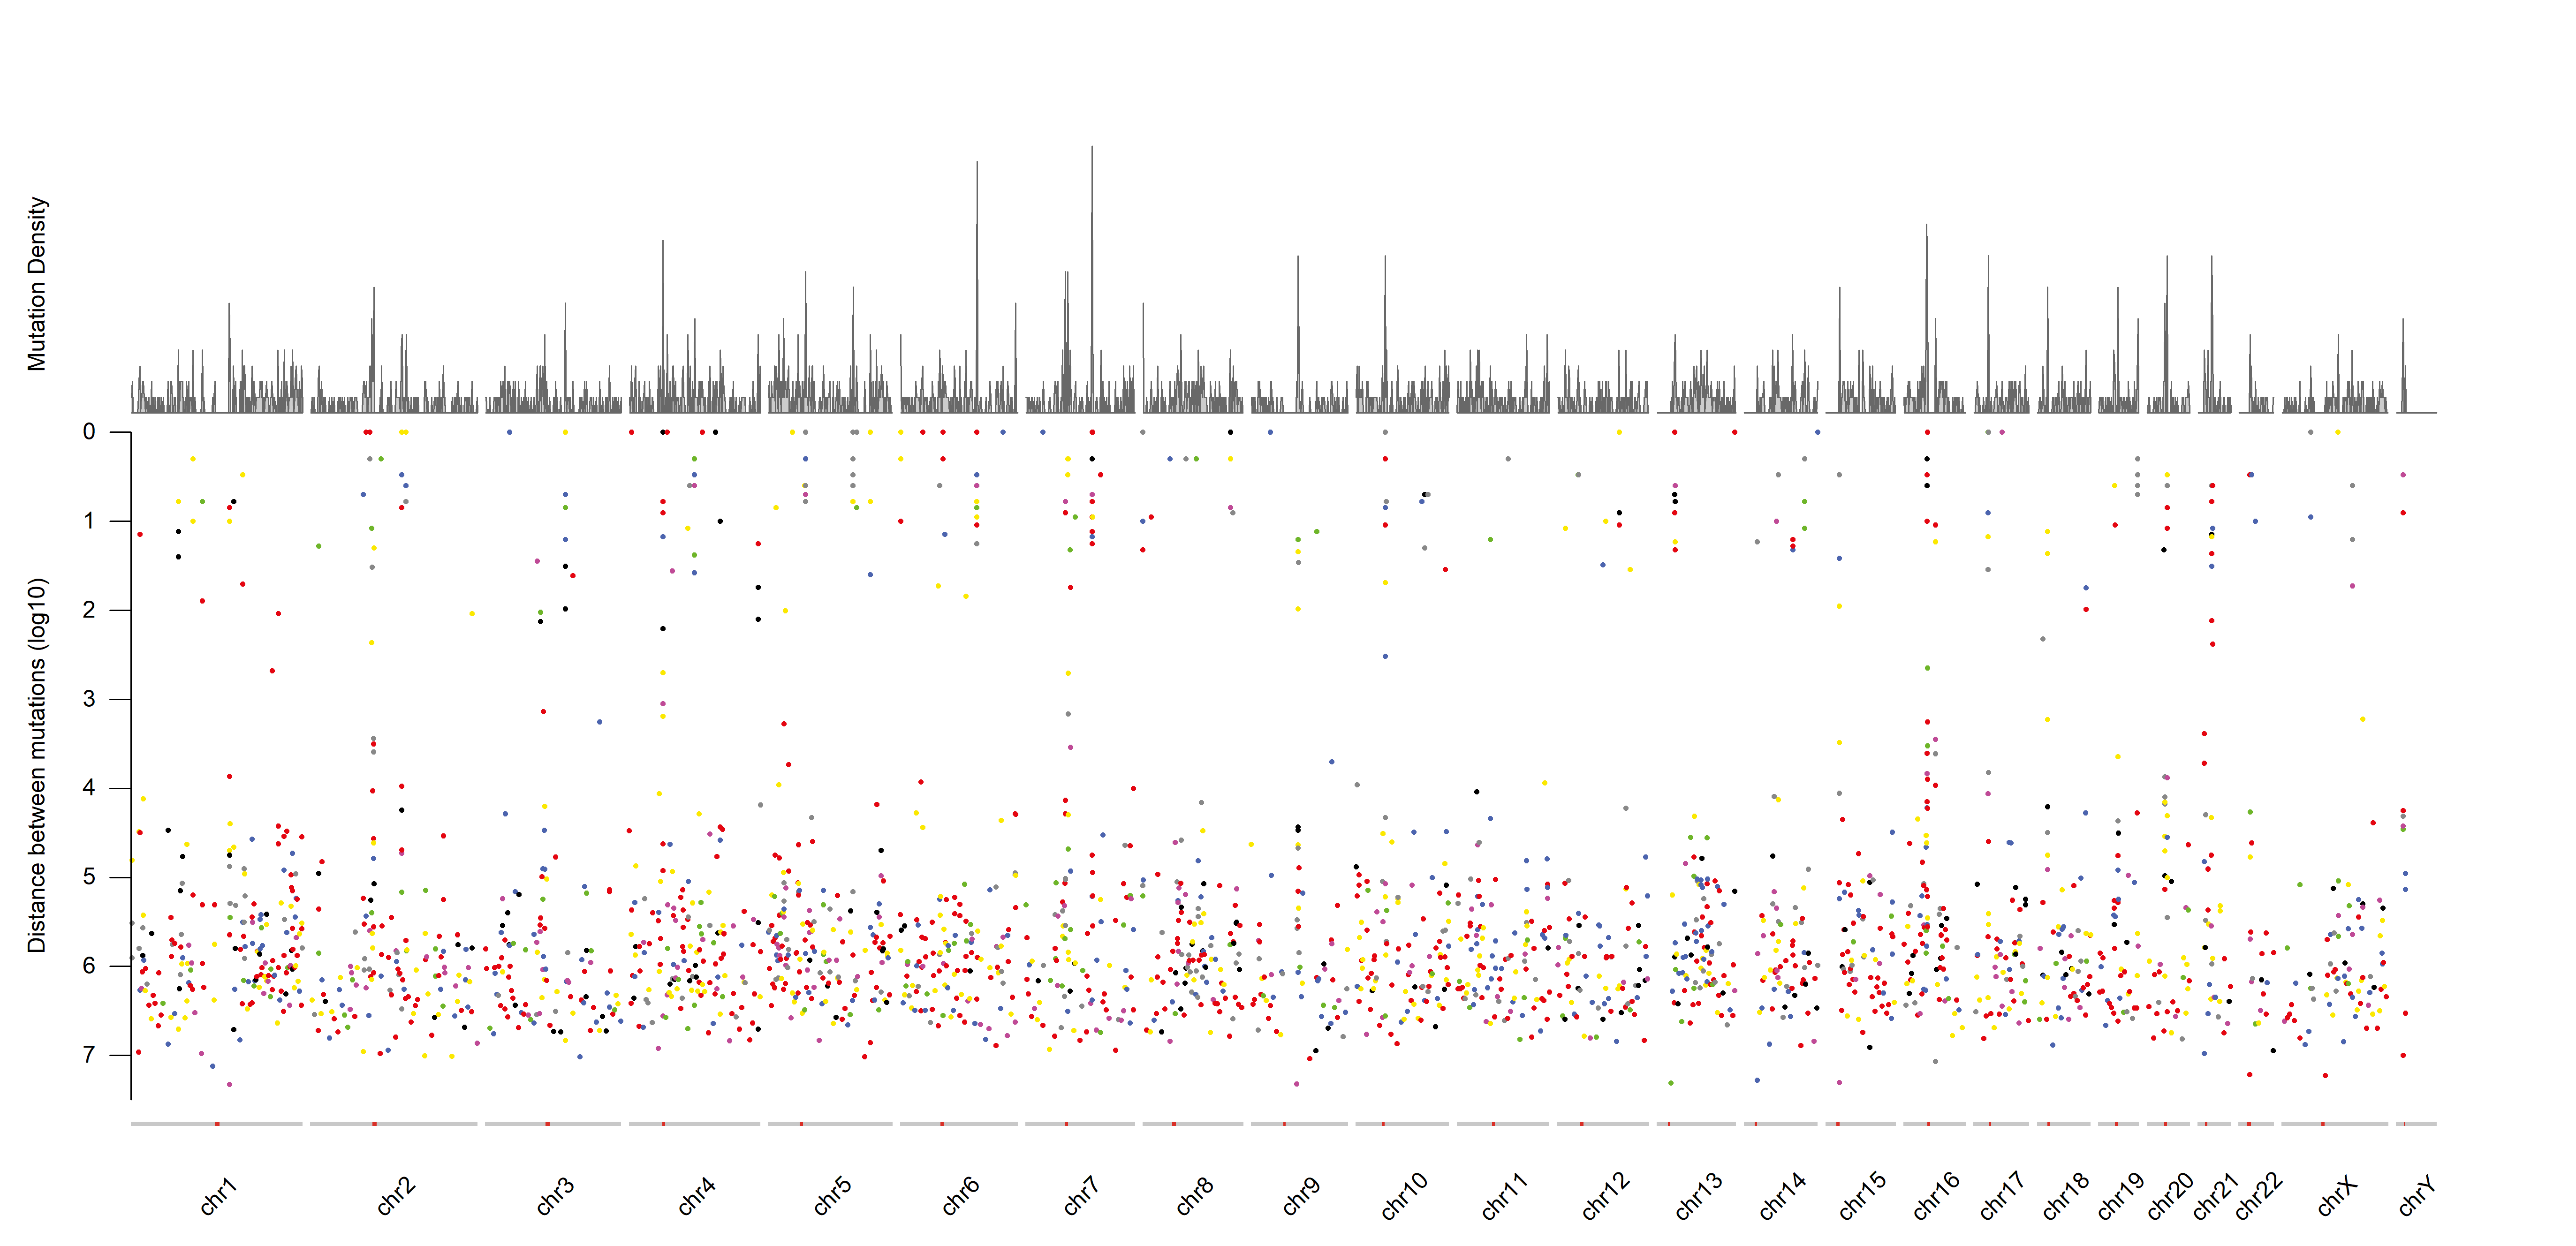 Mutation Density
Distance between mutations (log10)
0
1
2
3
4
5
6
7
chr1
chr2
chr3
chr4
chr5
chr6
chr7
chr8
chr9
chr10
chr11
chr12
chr13
chr14
chr15
chr16
chr17
chr18
chr19
chr20
chr21
chr22
chrX
chrY